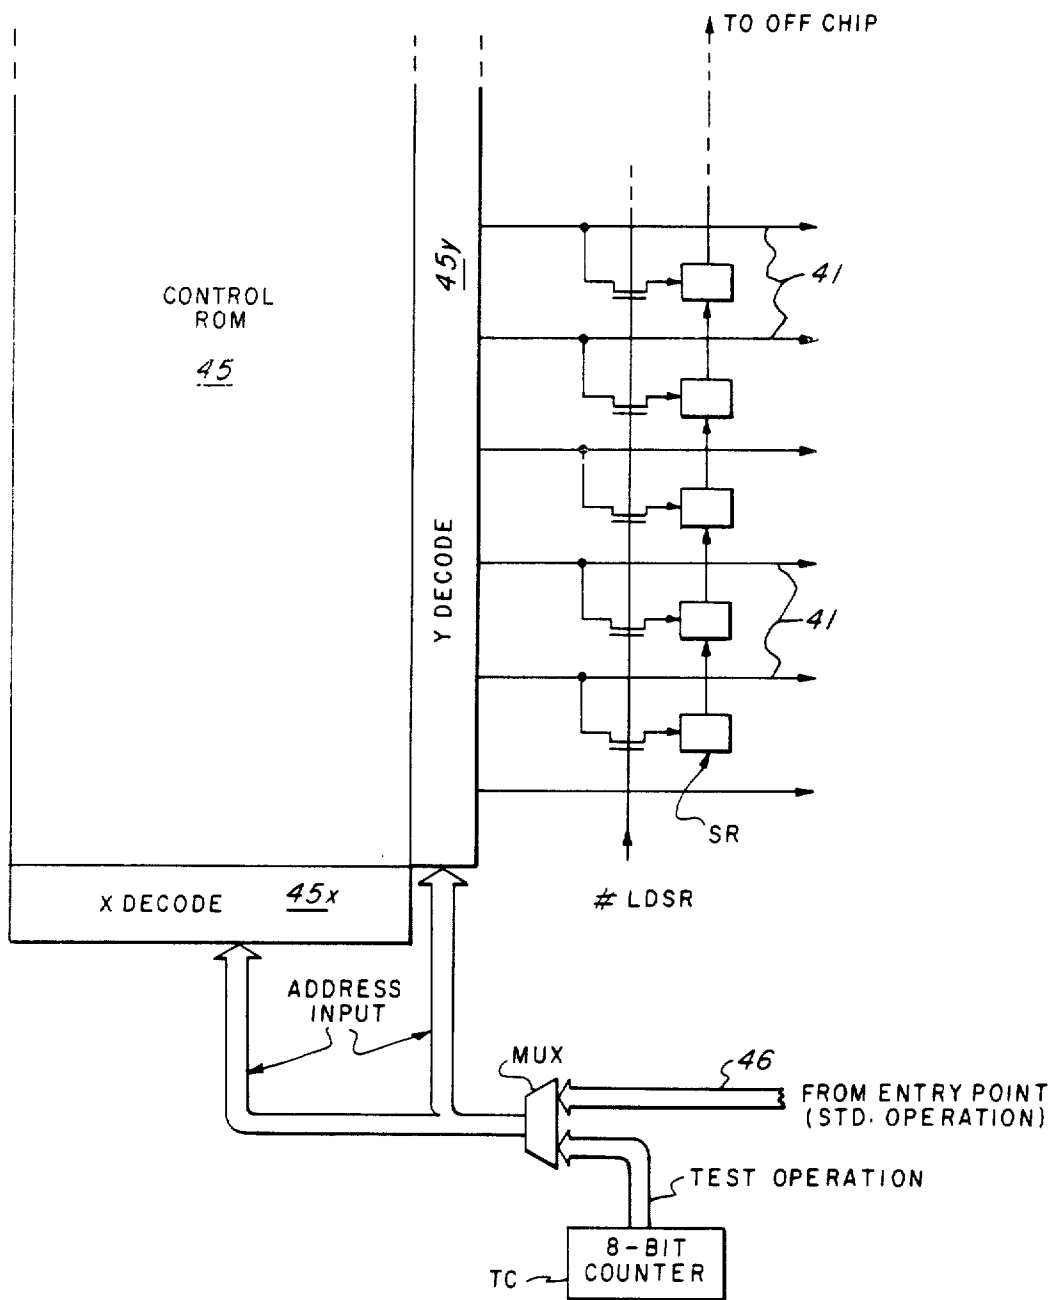 TO OFF CHIP
CONTROL
ROM
45
45y
Y DECODE
41
41
SR
# LDSR
X DECODE 45x
ADDRESS
INPUT
MUX
46
FROM ENTRY POINT
(STD. OPERATION)
TEST OPERATION
8-BIT
COUNTER
TC